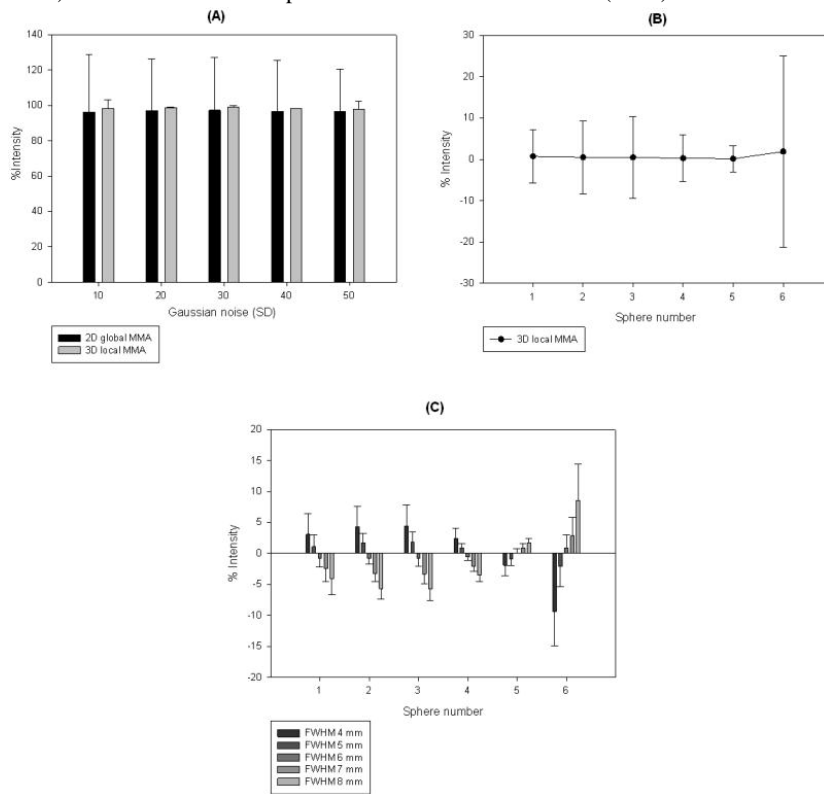 (A)
140
120
100
80
60
40
20
0
%Intensity
10 20 30 40 50
Gaussian noise (SD)
2D global MMA
3D local MMA
(B)
30
20
10
0
-10
-20
-30
% Intensity
1 2 3 4 5 6
Sphere number
3D local MMA
(C)
20
15
10
5
0
-5
-10
-15
-20
% Intensity
1 2 3 4 5 6
Sphere number
FWHM 4 mm
FWHM 5 mm
FWHM 6 mm
FWHM 7 mm
FWHM 8 mm